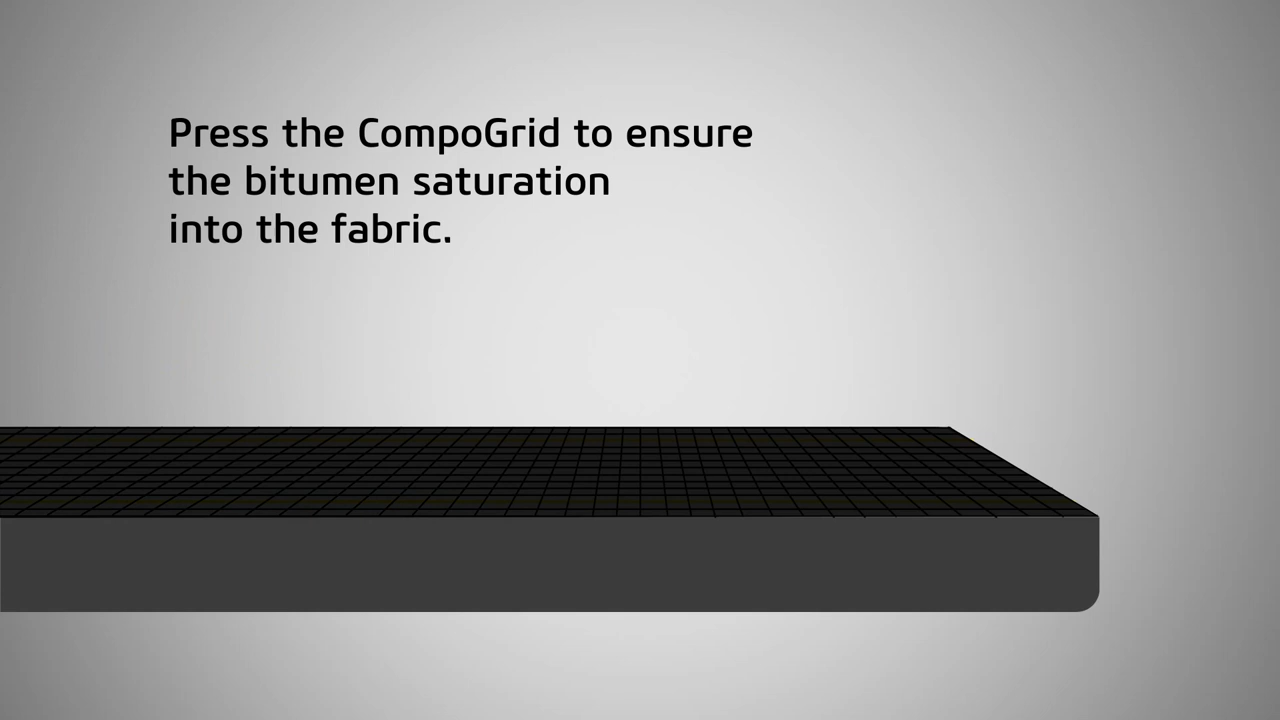 Press the CompoGrid to ensure
the bitumen saturation
into the fabric.